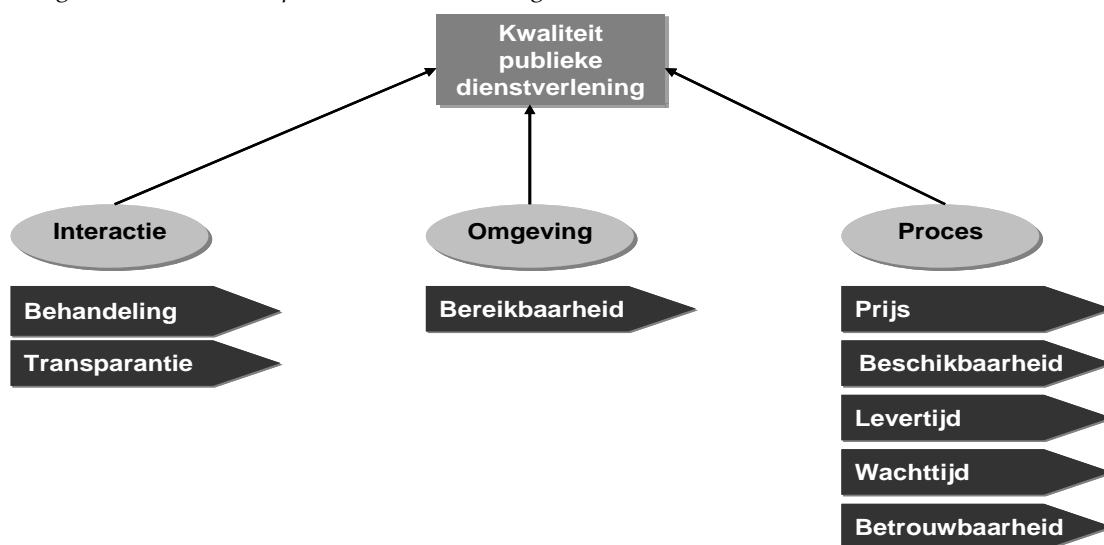 Kwaliteit
publieke
dienstverlening
Interactie
Behandeling
Transparantie
Omgeving
Bereikbaarheid
Proces
Prijs
Beschikbaarheid
Levertijd
Wachttijd
Betrouwbaarheid